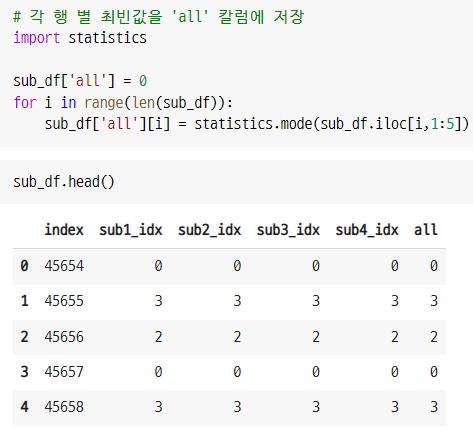 # 각 행 별 최빈값을 'all' 칼럼에 저장
import statistics
sub_df['all'] = 0
for i in range(len(sub_df)):
    sub_df['all'][i] = statistics.mode(sub_df.iloc[i,1:5])
sub_df.head()
index sub1_idx sub2_idx sub3_idx sub4_idx all
0 45654 0 0 0 0 0
1 45655 3 3 3 3 3
2 45656 2 2 2 2 2
3 45657 0 0 0 0 0
4 45658 3 3 3 3 3